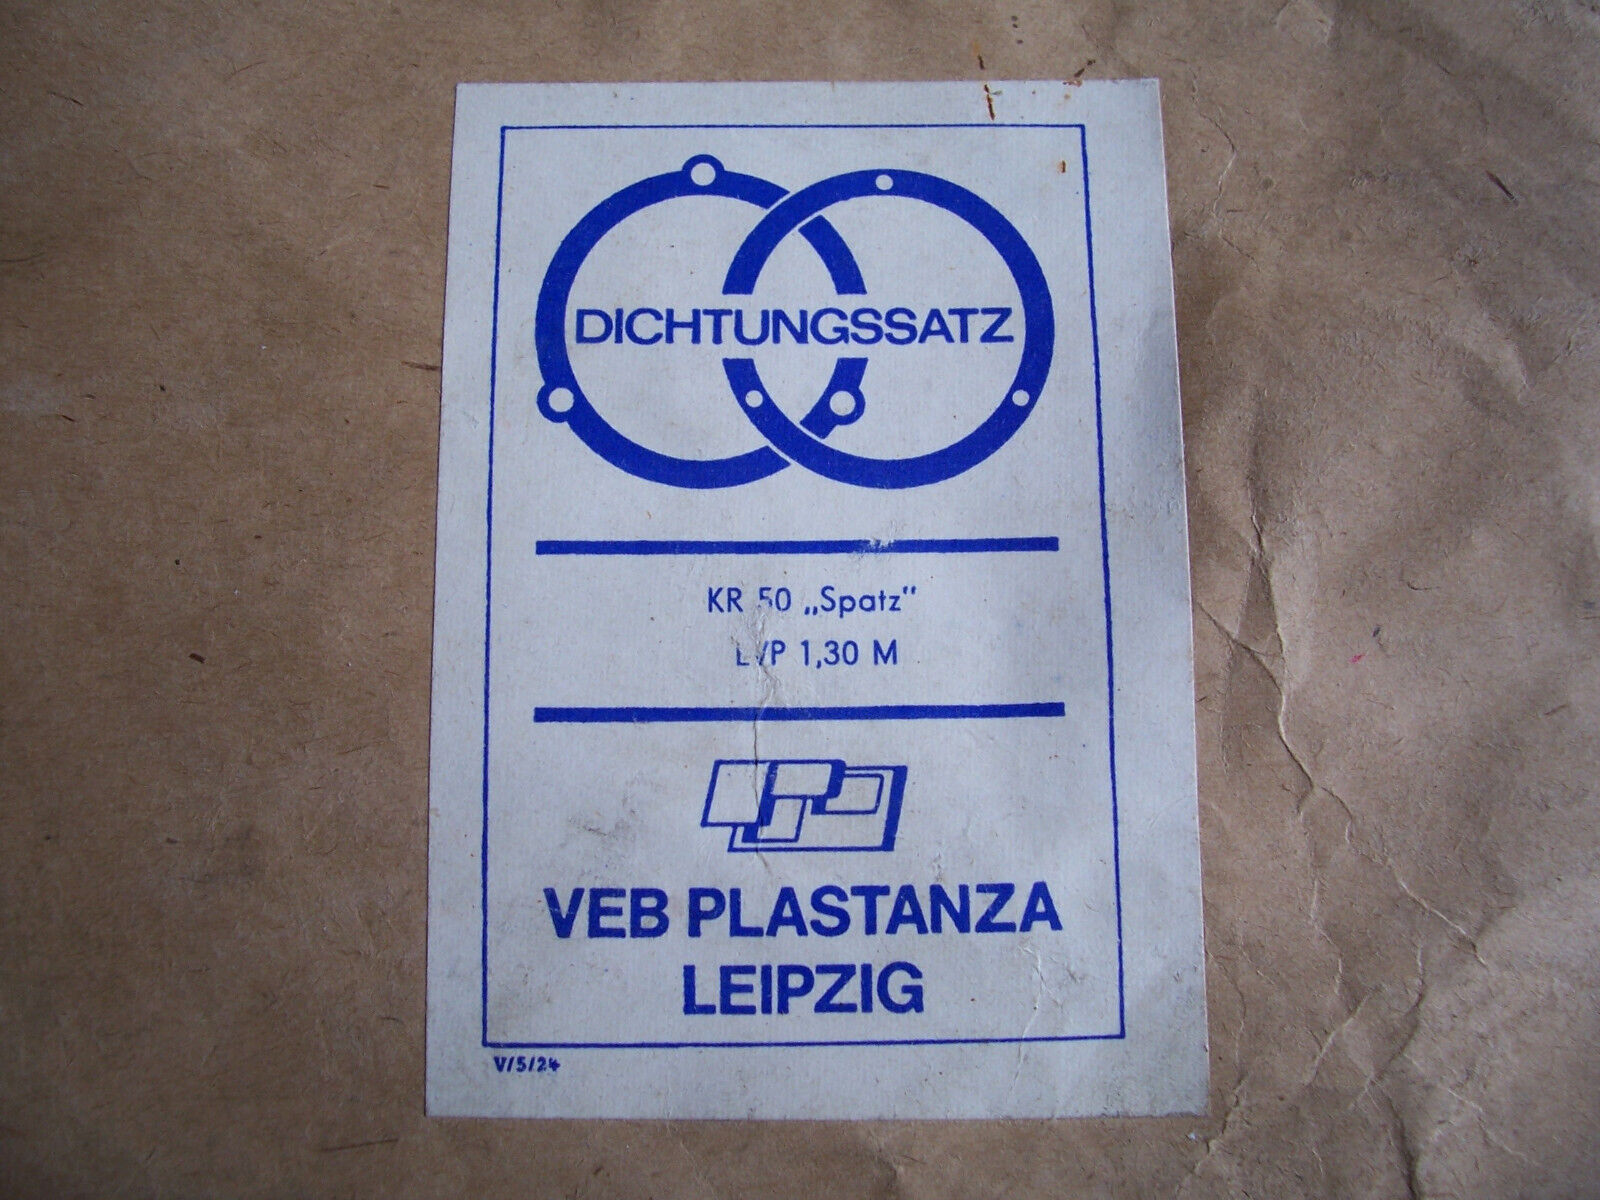 DICHTUNGSSATZ
KR 50 „Spatz"
EVP 1,30 M
VEB PLASTANZA
LEIPZIG
V/5/24